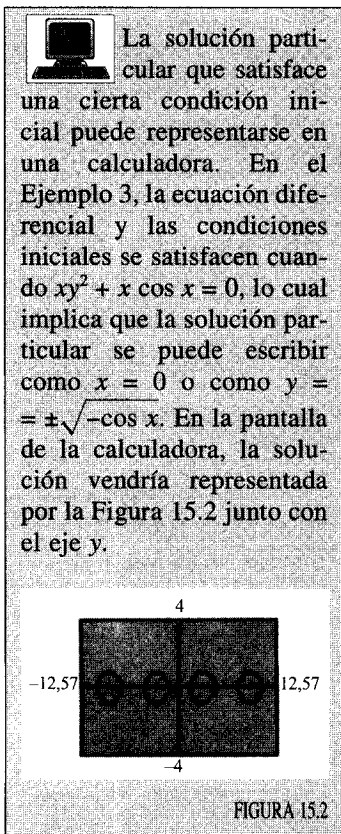 La solución parti-
cular que satisface
una cierta condición ini-
cial puede representarse en
una calculadora. En el
Ejemplo 3, la ecuación dife-
rencial y las condiciones
iniciales se satisfacen cuan-
do xy² + x cos x = 0, lo cual
implica que la solución par-
ticular se puede escribir
como x = 0 o como y =
= ±√−cos x. En la pantalla
de la calculadora, la solu-
ción vendría representada
por la Figura 15.2 junto con
el eje y.
4
−12,57 12,57
−4
FIGURA 15.2